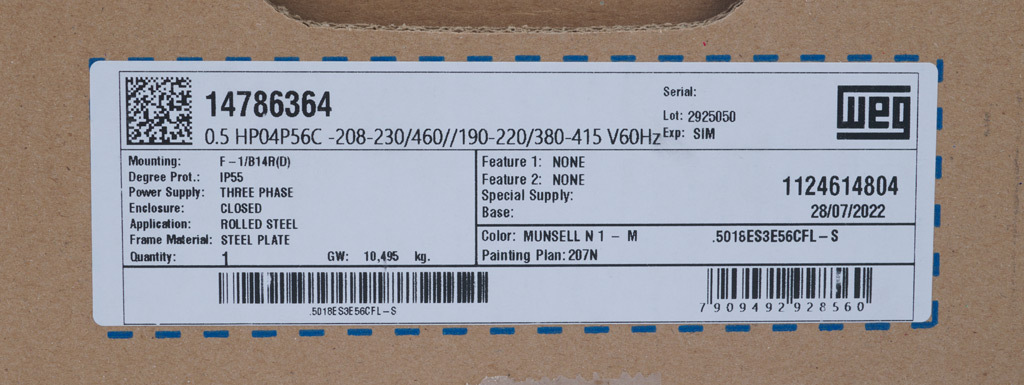 14786364
0.5 HP04P56C -208-230/460//190-220/380-415 V60Hz
Serial:
Lot: 2925050
Exp: SIM
weg
Mounting: F-1/B14R(D)
Degree Prot.: IP55
Power Supply: THREE PHASE
Enclosure: CLOSED
Application: ROLLED STEEL
Frame Material: STEEL PLATE
Quantity: 1 GW: 10,495 kg.
Feature 1: NONE
Feature 2: NONE
Special Supply:
Base:
1124614804
28/07/2022
Color: MUNSELL N 1 - M .5018ES3E56CFL-S
Painting Plan: 207N
.5018ES3E56CFL-S
7909492928560